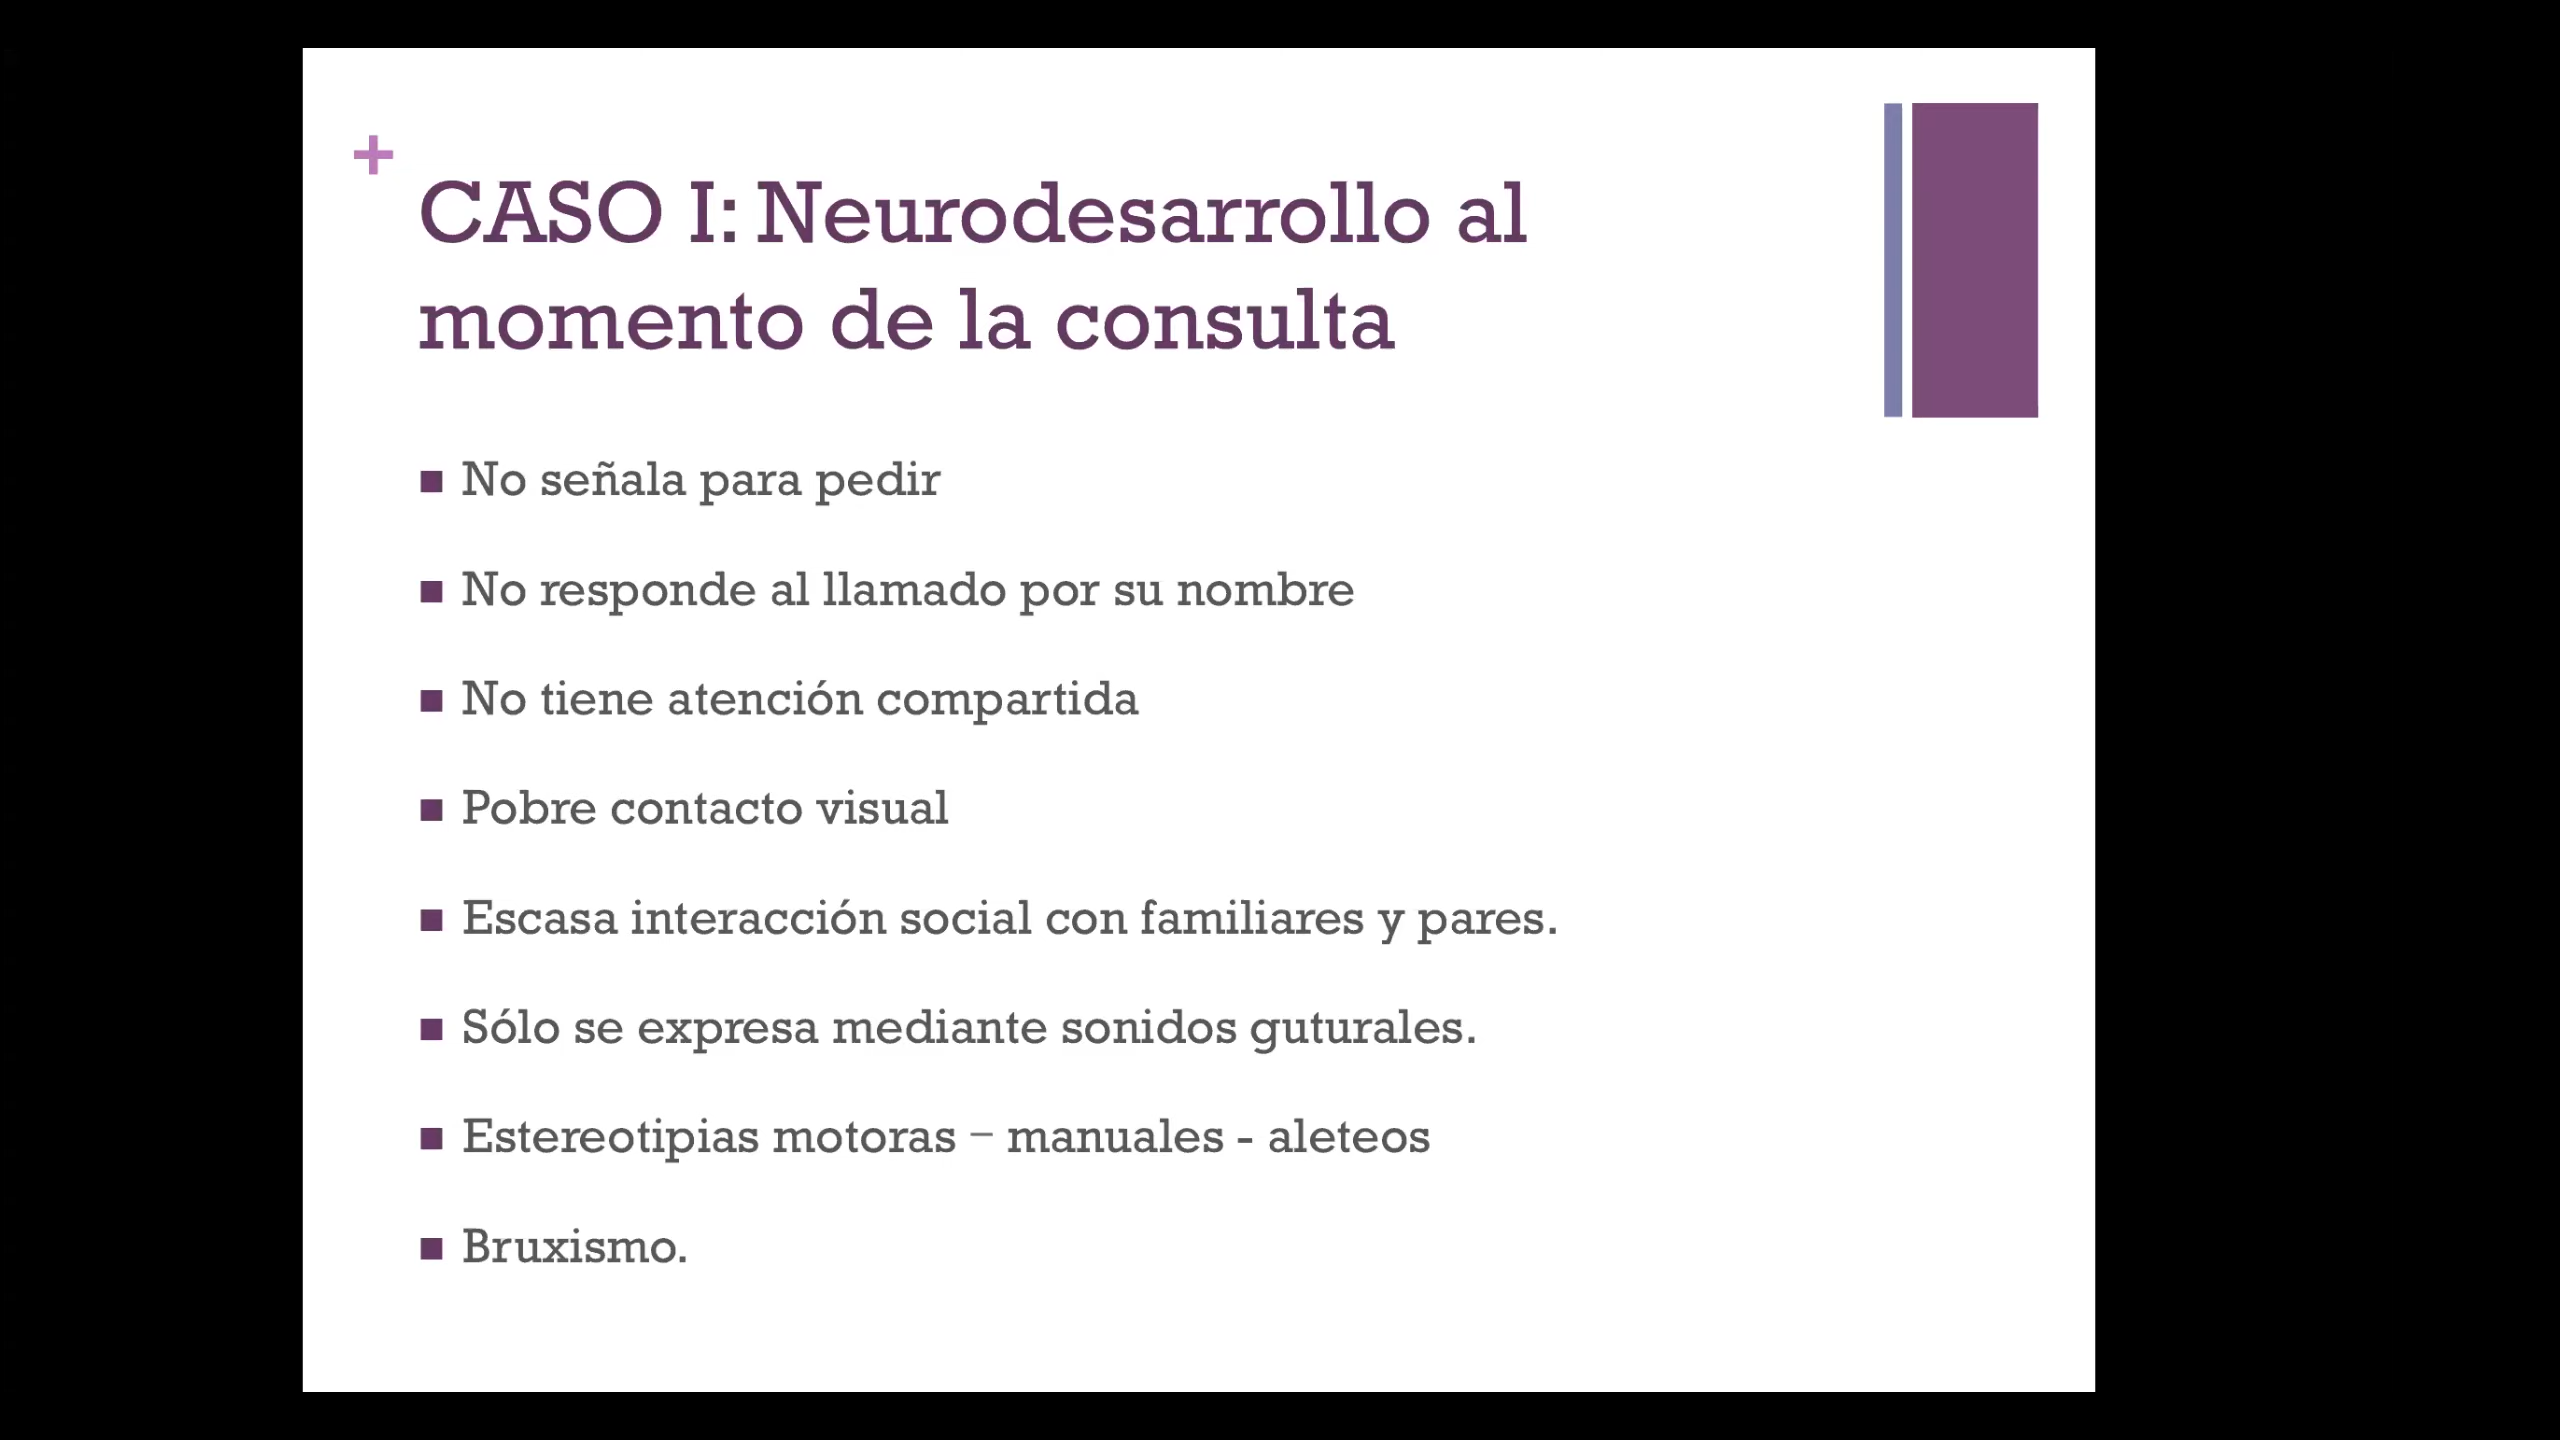 CASO I: Neurodesarrollo al
momento de la consulta
No señala para pedir
No responde al llamado por su nombre
No tiene atención compartida
Pobre contacto visual
Escasa interacción social con familiares y pares.
Sólo se expresa mediante sonidos guturales.
Estereotipias motoras – manuales - aleteos
Bruxismo.